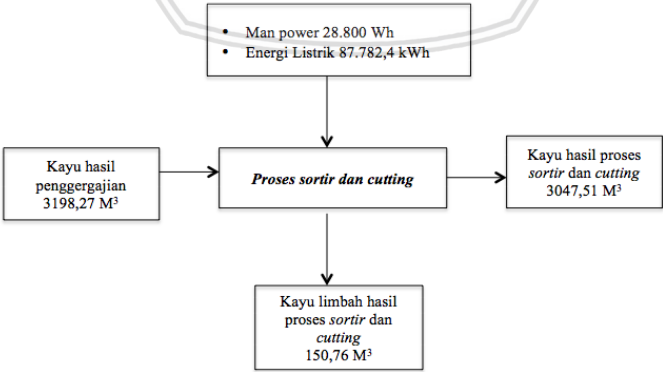 • Man power 28.800 Wh
• Energi Listrik 87.782,4 kWh
Kayu hasil
penggergajian
3198,27 M³
Proses sortir dan cutting
Kayu hasil proses
sortir dan cutting
3047,51 M³
Kayu limbah hasil
proses sortir dan
cutting
150,76 M³